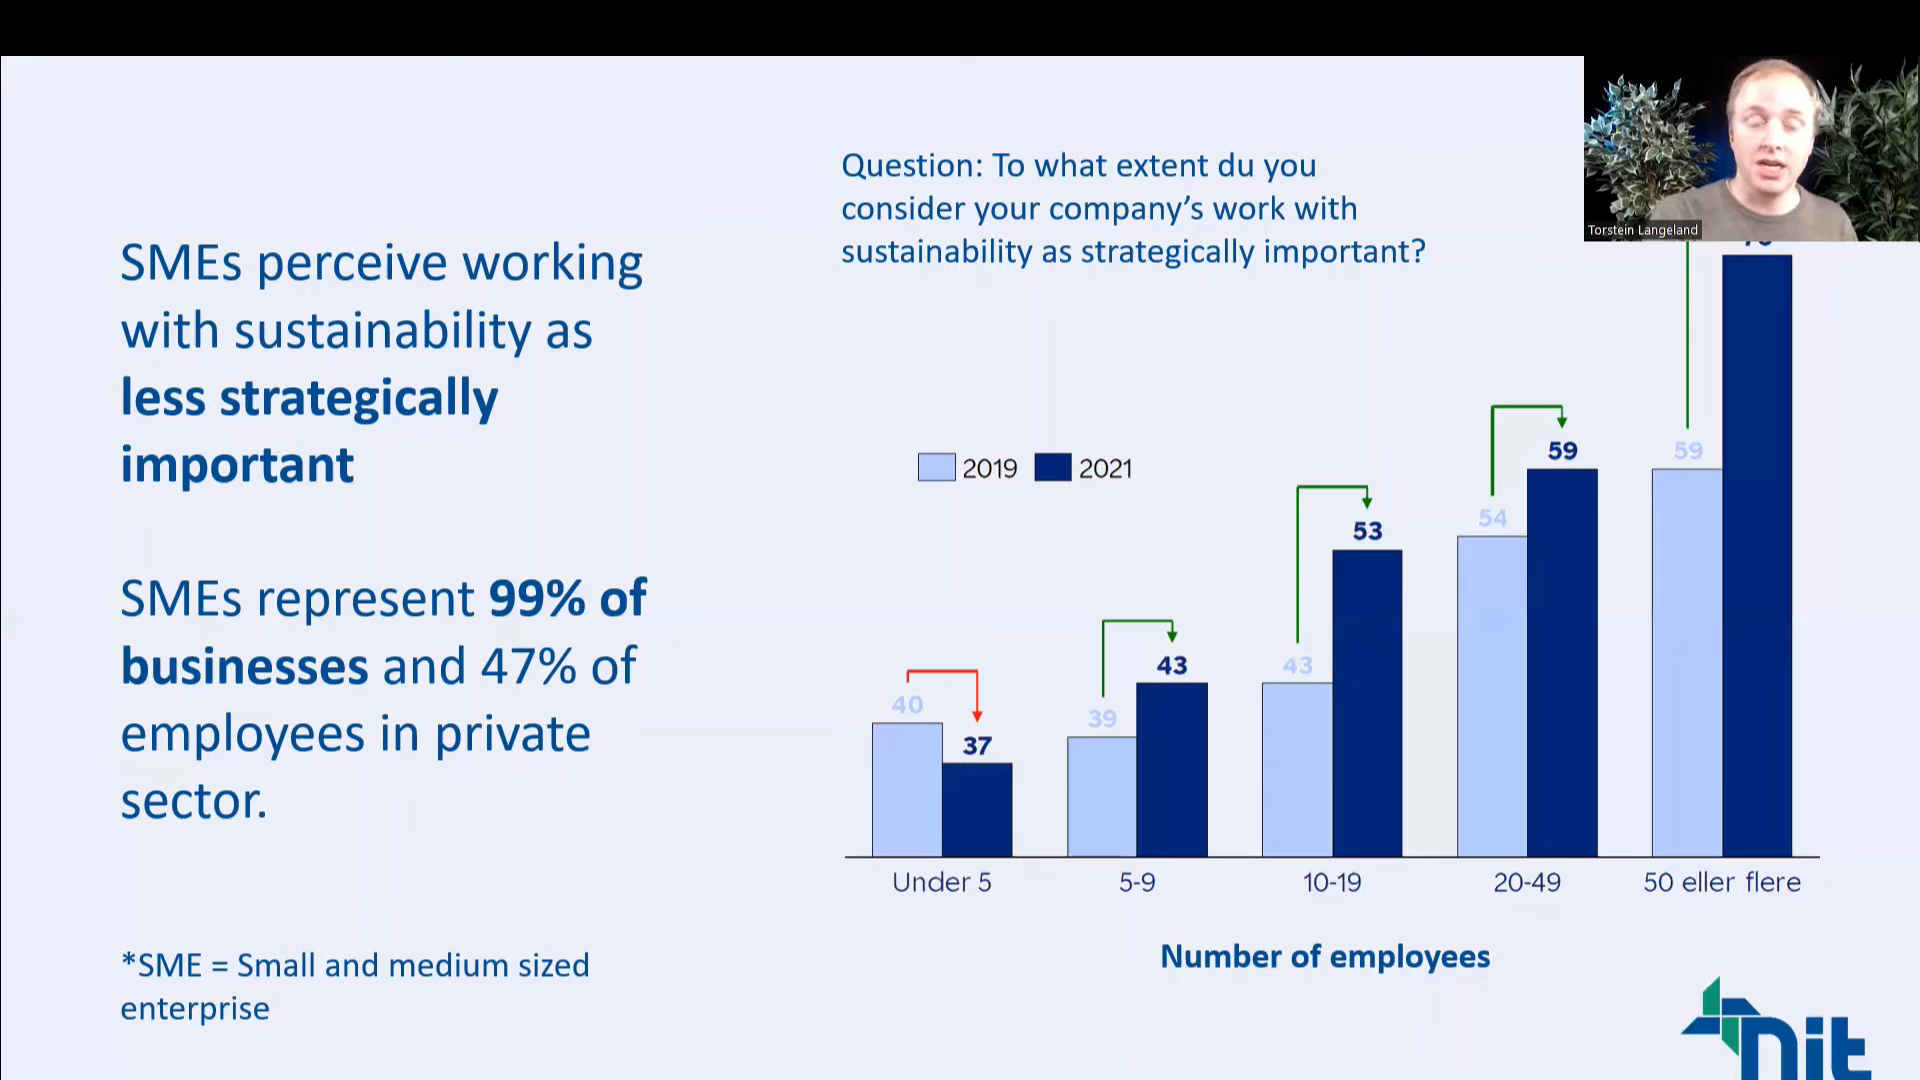 Torstein Langeland
Question: To what extent du you
consider your company’s work with
sustainability as strategically important?
SMEs perceive working
with sustainability as
less strategically
important
SMEs represent 99% of
businesses and 47% of
employees in private
sector.
*SME = Small and medium sized
enterprise
2019 2021
40
37
39
43
43
53
54
59
59
Under 5
5-9
10-19
20-49
50 eller flere
Number of employees
nit